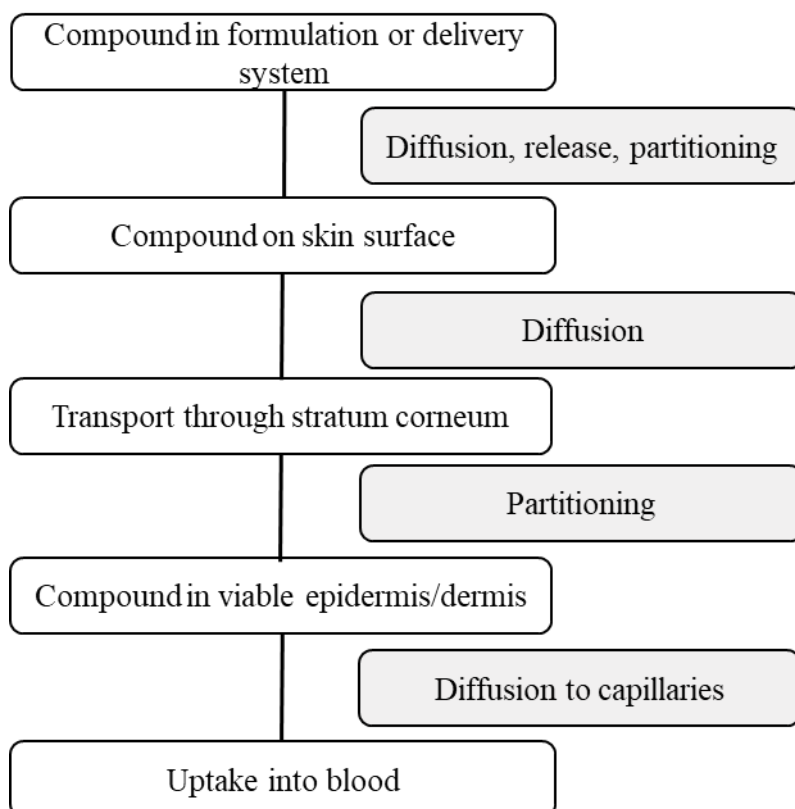 Compound in formulation or delivery
system
Diffusion, release, partitioning
Compound on skin surface
Diffusion
Transport through stratum corneum
Partitioning
Compound in viable epidermis/dermis
Diffusion to capillaries
Uptake into blood